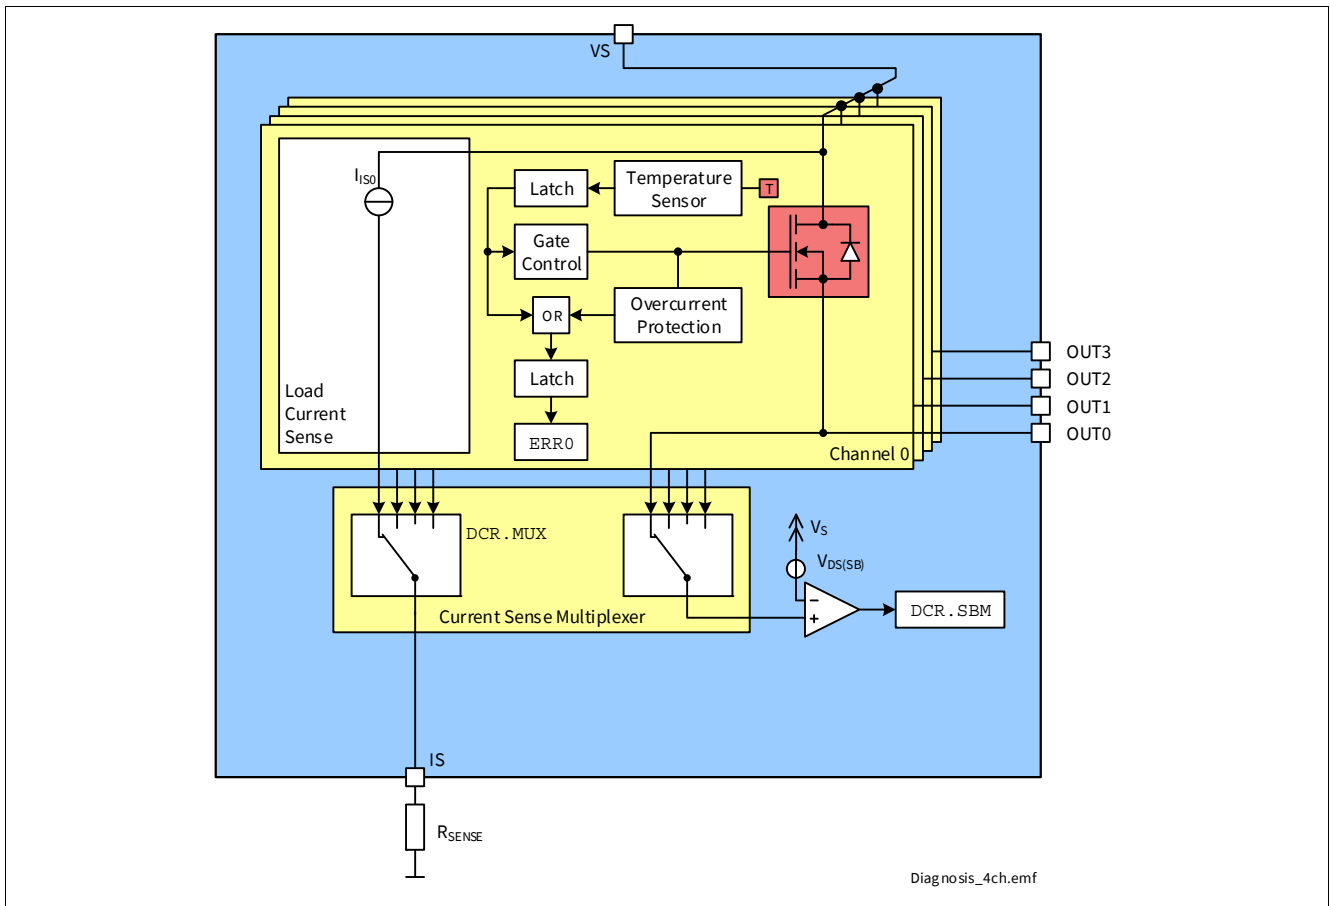 VS
IIS0
Latch
Temperature
Sensor
T
Gate
Control
OR
Overcurrent
Protection
Latch
ERR0
Load
Current
Sense
Channel 0
OUT3
OUT2
OUT1
OUT0
DCR.MUX
Current Sense Multiplexer
VS
VDS(SB)
−
+
DCR.SBM
IS
RSENSE
Diagnosis_4ch.emf